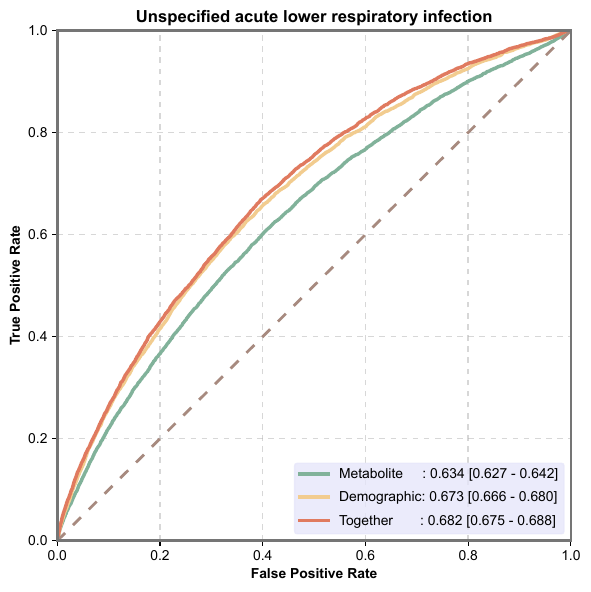 Unspecified acute lower respiratory infection
True Positive Rate
1.0
0.8
0.6
0.4
0.2
0.0
Metabolite : 0.634 [0.627 - 0.642]
Demographic: 0.673 [0.666 - 0.680]
Together : 0.682 [0.675 - 0.688]
0.0 0.2 0.4 0.6 0.8 1.0
False Positive Rate